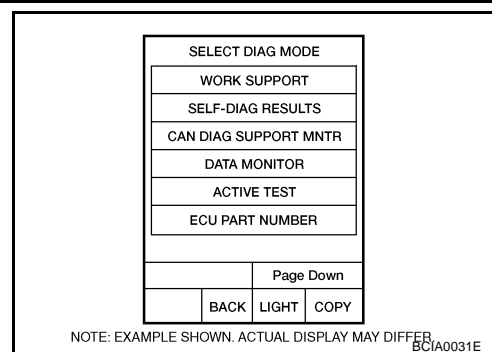 SELECT DIAG MODE
WORK SUPPORT
SELF-DIAG RESULTS
CAN DIAG SUPPORT MNTR
DATA MONITOR
ACTIVE TEST
ECU PART NUMBER
Page Down
BACK LIGHT COPY
NOTE: EXAMPLE SHOWN. ACTUAL DISPLAY MAY DIFFER.
BCIA0031E